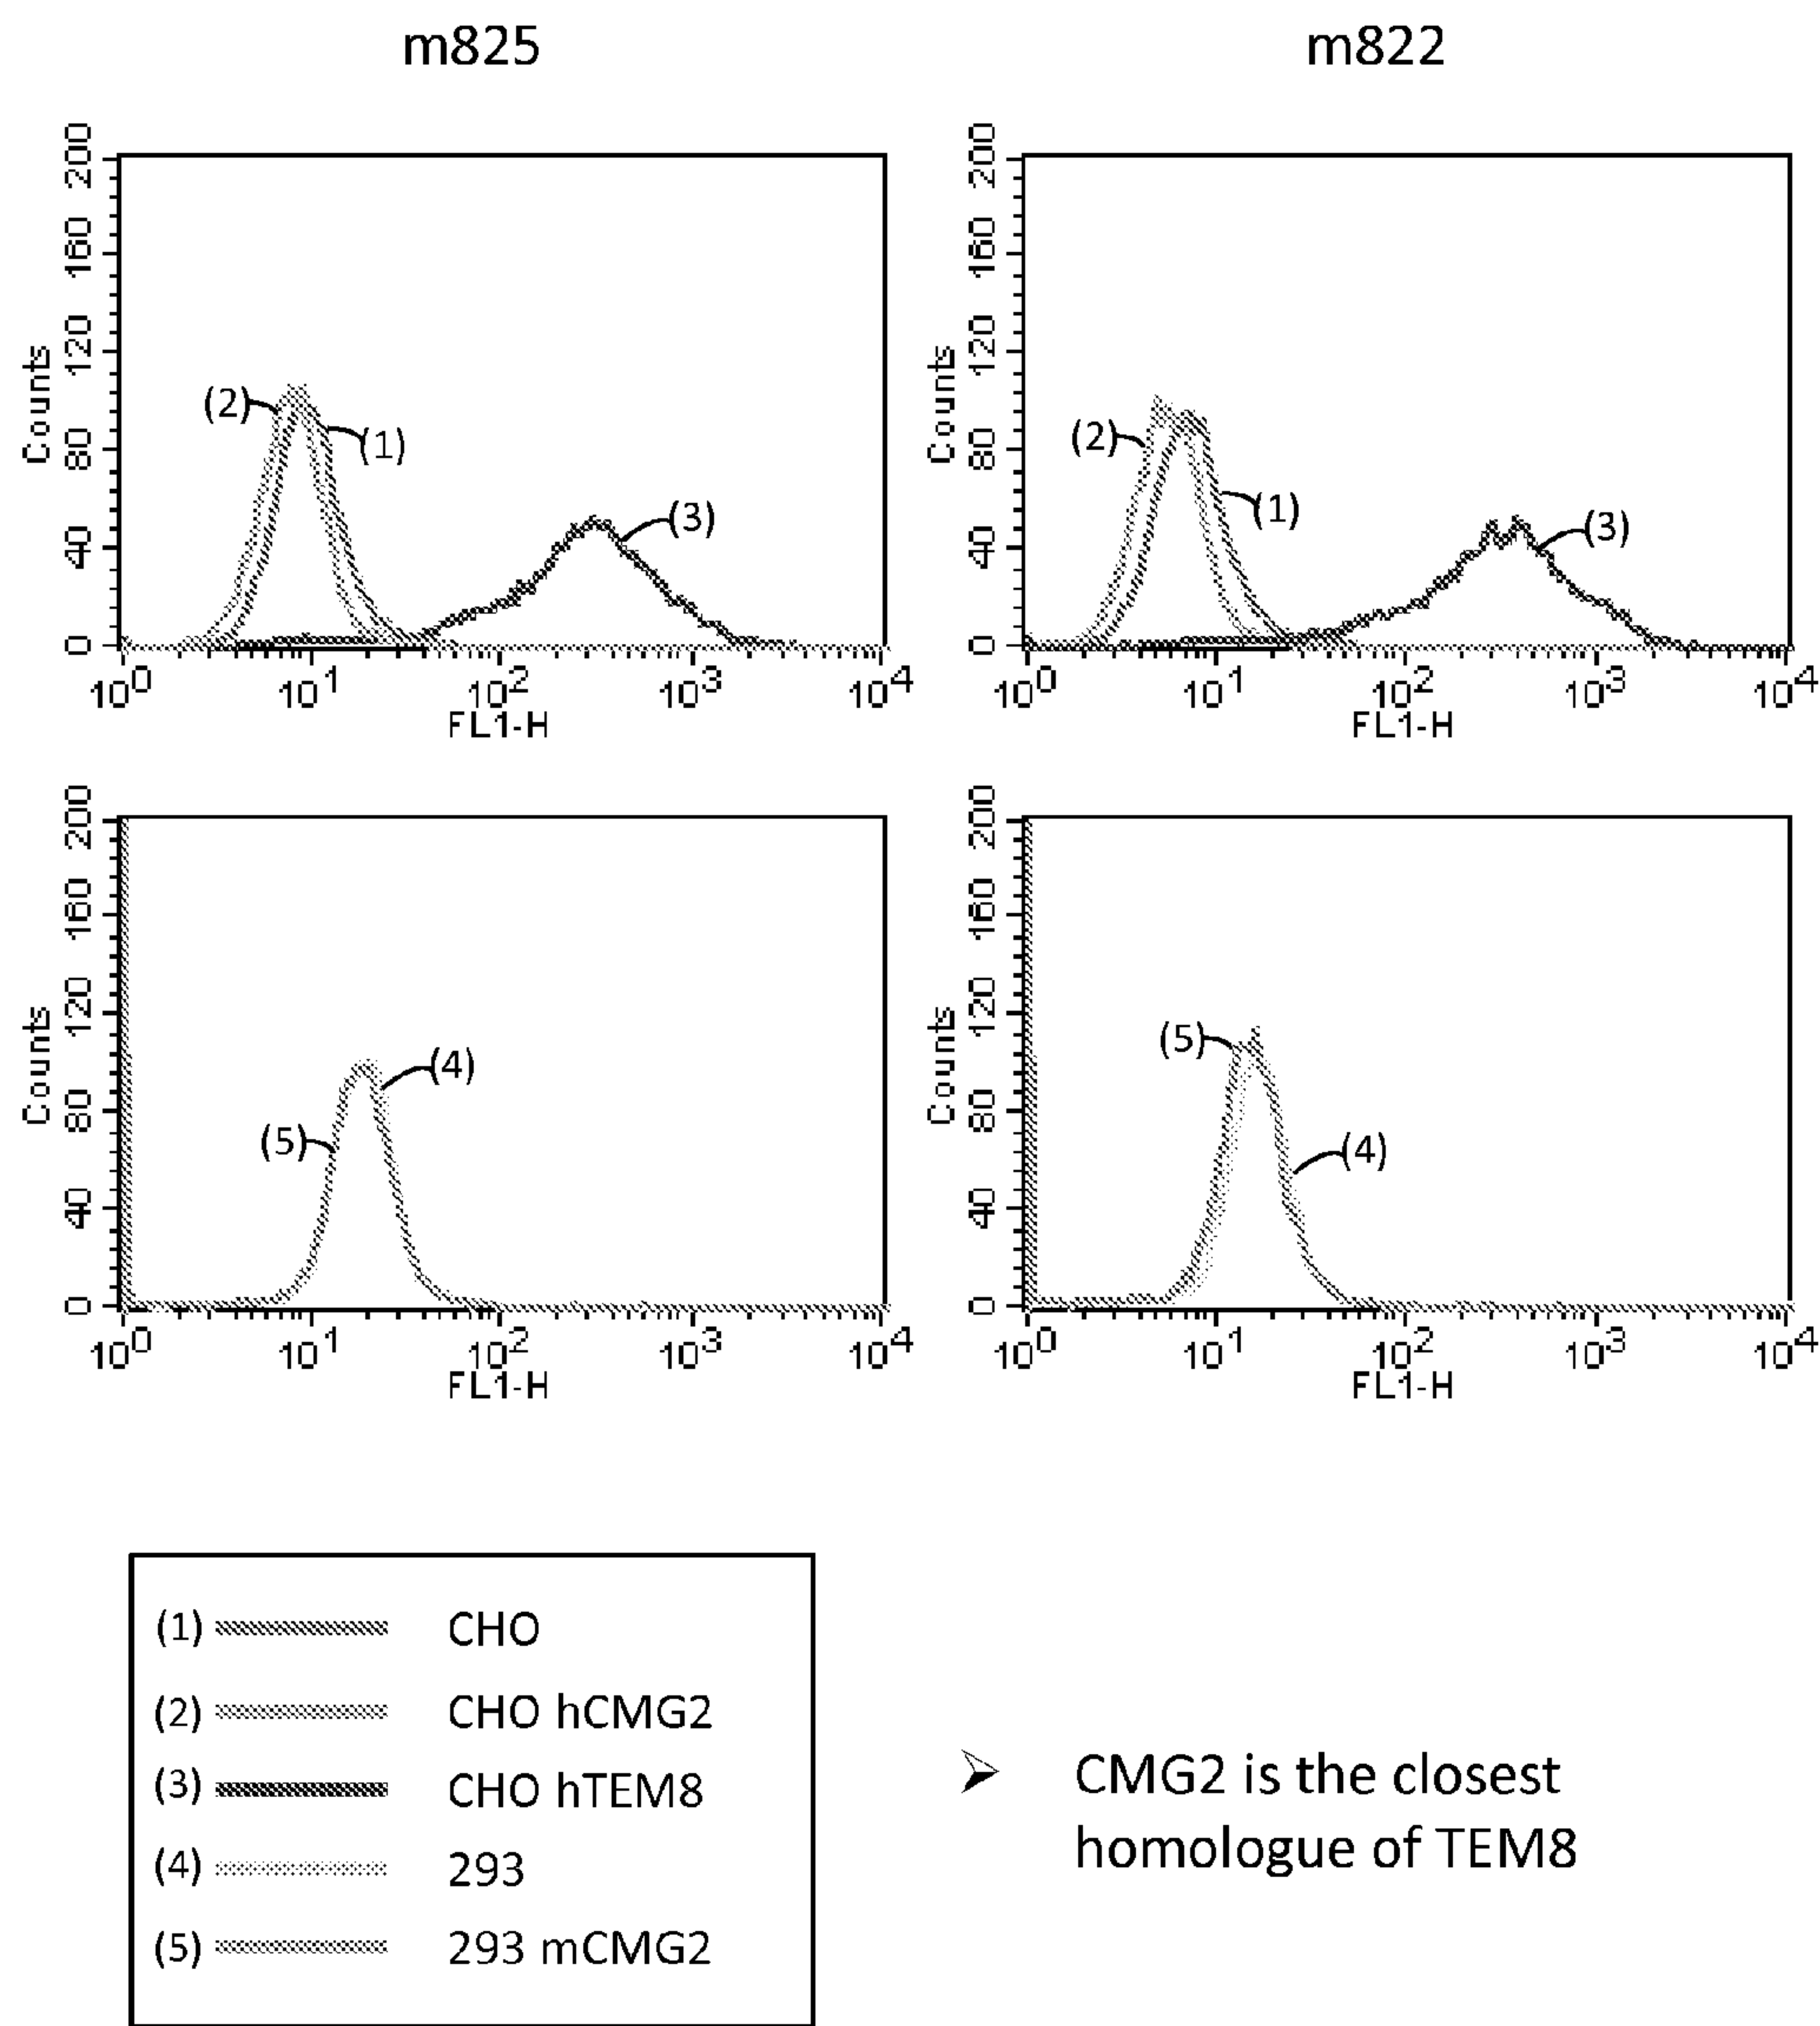 m825
m822
200
160
120
80
40
0
Counts
(2)
(1)
(3)
10^0 10^1 10^2 10^3 10^4
FL1-H
200
160
120
80
40
0
Counts
(2)
(1)
(3)
10^0 10^1 10^2 10^3 10^4
FL1-H
200
160
120
80
40
0
Counts
(4)
(5)
10^0 10^1 10^2 10^3 10^4
FL1-H
200
160
120
80
40
0
Counts
(5)
(4)
10^0 10^1 10^2 10^3 10^4
FL1-H
(1) CHO
(2) CHO hCMG2
(3) CHO hTEM8
(4) 293
(5) 293 mCMG2
➢ CMG2 is the closest
homologue of TEM8